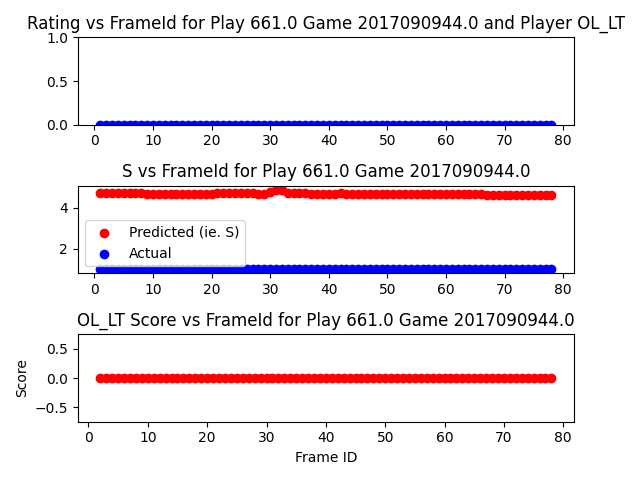 Rating vs FrameId for Play 661.0 Game 2017090944.0 and Player OL_LT
1.0
0.5
0.0
0 10 20 30 40 50 60 70 80
S vs FrameId for Play 661.0 Game 2017090944.0
4
2
Predicted (ie. S)
Actual
0 10 20 30 40 50 60 70 80
OL_LT Score vs FrameId for Play 661.0 Game 2017090944.0
Score
0.5
0.0
−0.5
0 10 20 30 40 50 60 70 80
Frame ID